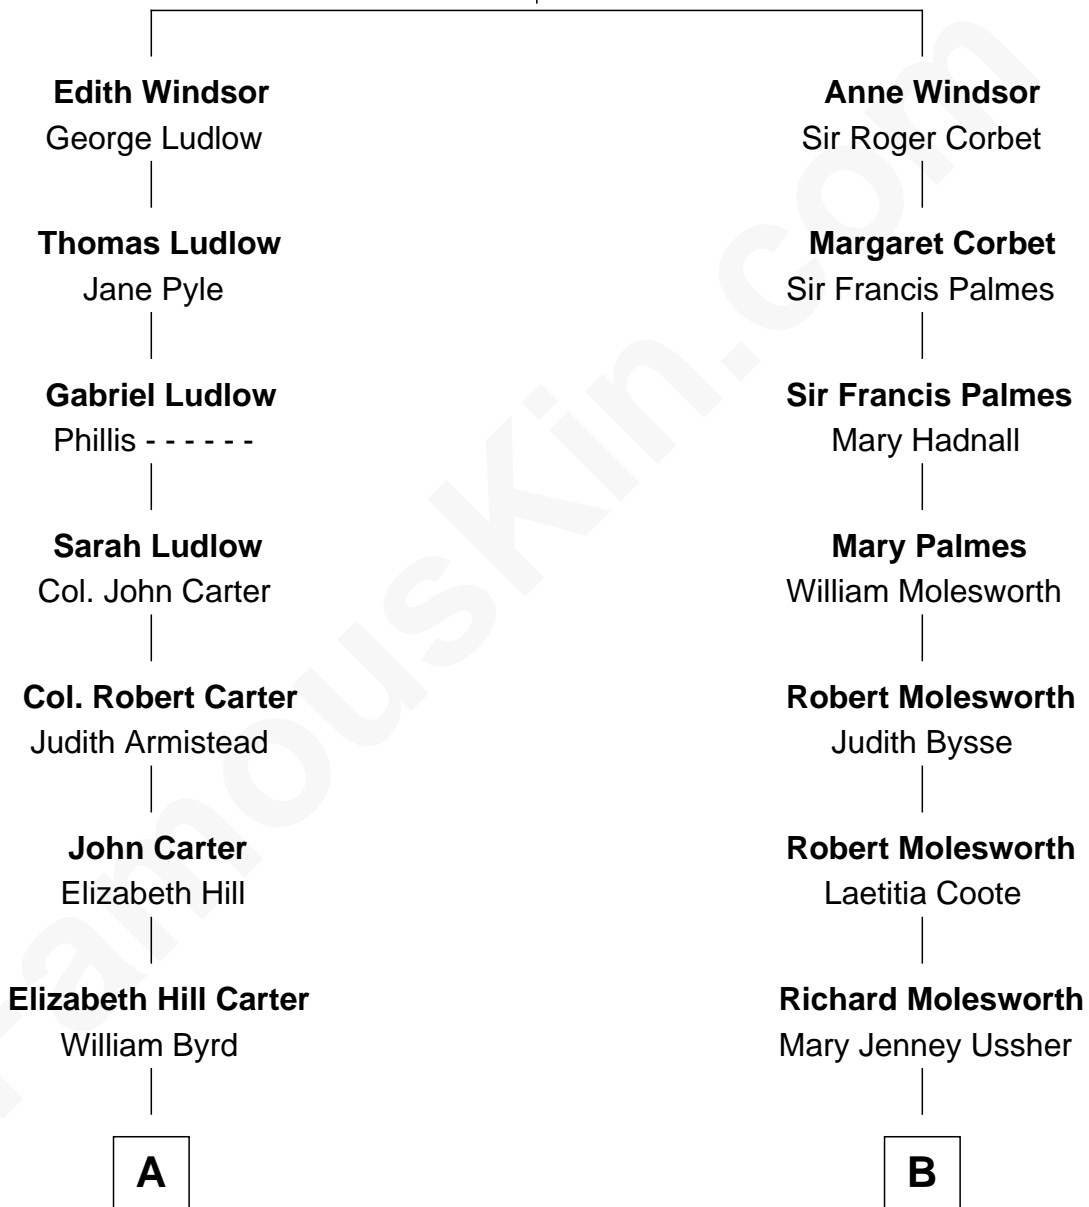 Edith Windsor
George Ludlow
Anne Windsor
Sir Roger Corbet
Thomas Ludlow
Jane Pyle
Margaret Corbet
Sir Francis Palmes
Gabriel Ludlow
Phillis - - - - - -
Sir Francis Palmes
Mary Hadnall
Sarah Ludlow
Col. John Carter
Mary Palmes
William Molesworth
Col. Robert Carter
Judith Armistead
Robert Molesworth
Judith Bysse
John Carter
Elizabeth Hill
Robert Molesworth
Laetitia Coote
Elizabeth Hill Carter
William Byrd
Richard Molesworth
Mary Jenney Ussher
A
B
FamousKin.com